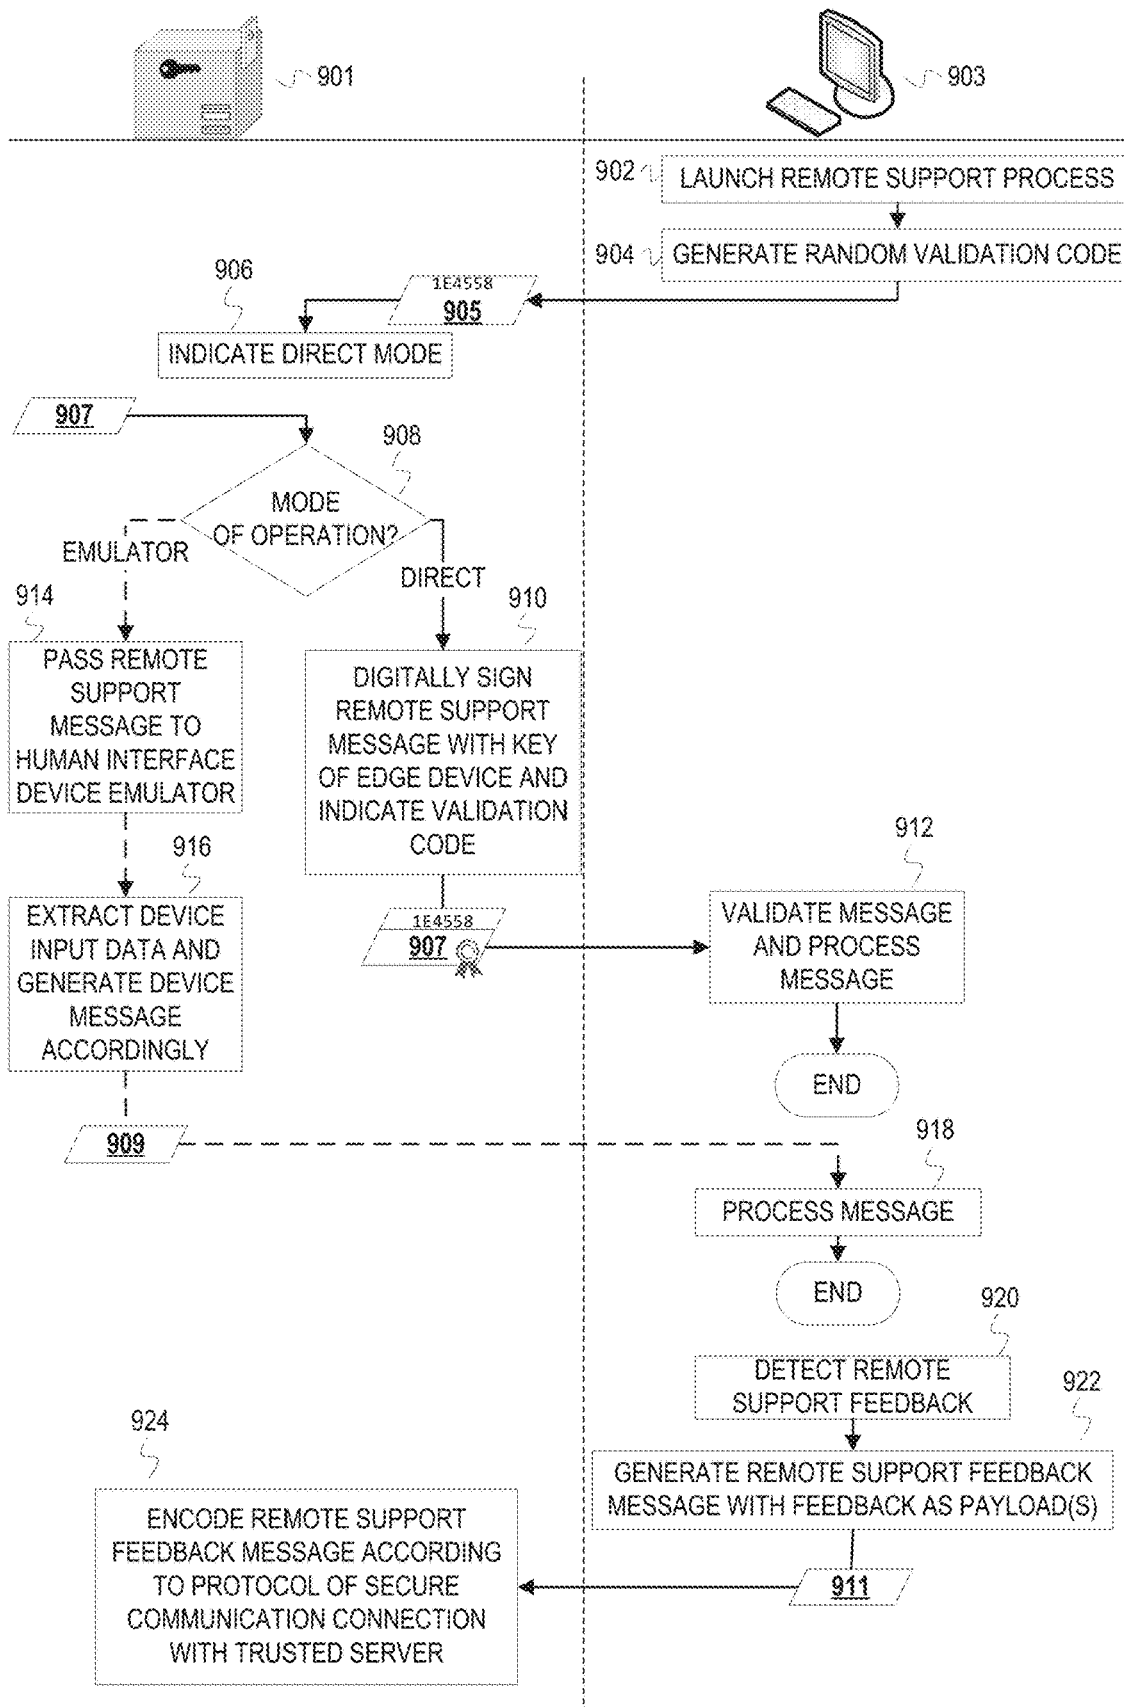 901
903
902
LAUNCH REMOTE SUPPORT PROCESS
904
GENERATE RANDOM VALIDATION CODE
906
1E4558
905
INDICATE DIRECT MODE
907
908
MODE
OF OPERATION?
EMULATOR
DIRECT
914
910
PASS REMOTE
SUPPORT
MESSAGE TO
HUMAN INTERFACE
DEVICE EMULATOR
DIGITALLY SIGN
REMOTE SUPPORT
MESSAGE WITH KEY
OF EDGE DEVICE AND
INDICATE VALIDATION
CODE
916
912
EXTRACT DEVICE
INPUT DATA AND
GENERATE DEVICE
MESSAGE
ACCORDINGLY
1E4558
907
VALIDATE MESSAGE
AND PROCESS
MESSAGE
END
909
918
PROCESS MESSAGE
END
920
DETECT REMOTE
SUPPORT FEEDBACK
922
GENERATE REMOTE SUPPORT FEEDBACK
MESSAGE WITH FEEDBACK AS PAYLOAD(S)
924
911
ENCODE REMOTE SUPPORT
FEEDBACK MESSAGE ACCORDING
TO PROTOCOL OF SECURE
COMMUNICATION CONNECTION
WITH TRUSTED SERVER